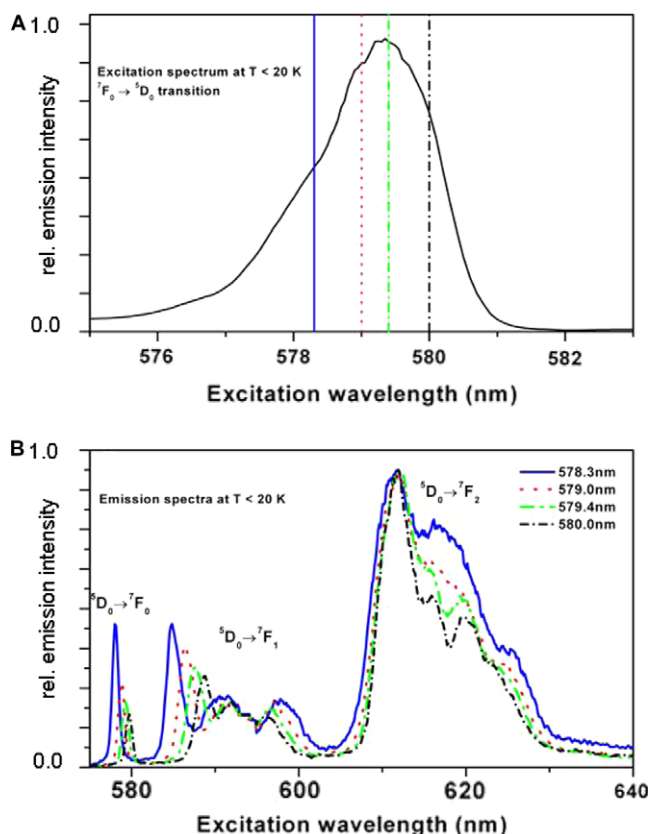 A
1.0
Excitation spectrum at T < 20 K
⁷F₀ → ⁵D₀ transition
rel. emission intensity
0.0
576 578 580 582
Excitation wavelength (nm)
B
1.0
Emission spectra at T < 20 K
⁵D₀→⁷F₂
578.3nm
579.0nm
579.4nm
580.0nm
⁵D₀→⁷F₀
⁵D₀→⁷F₁
rel. emission intensity
0.0
580 600 620 640
Excitation wavelength (nm)